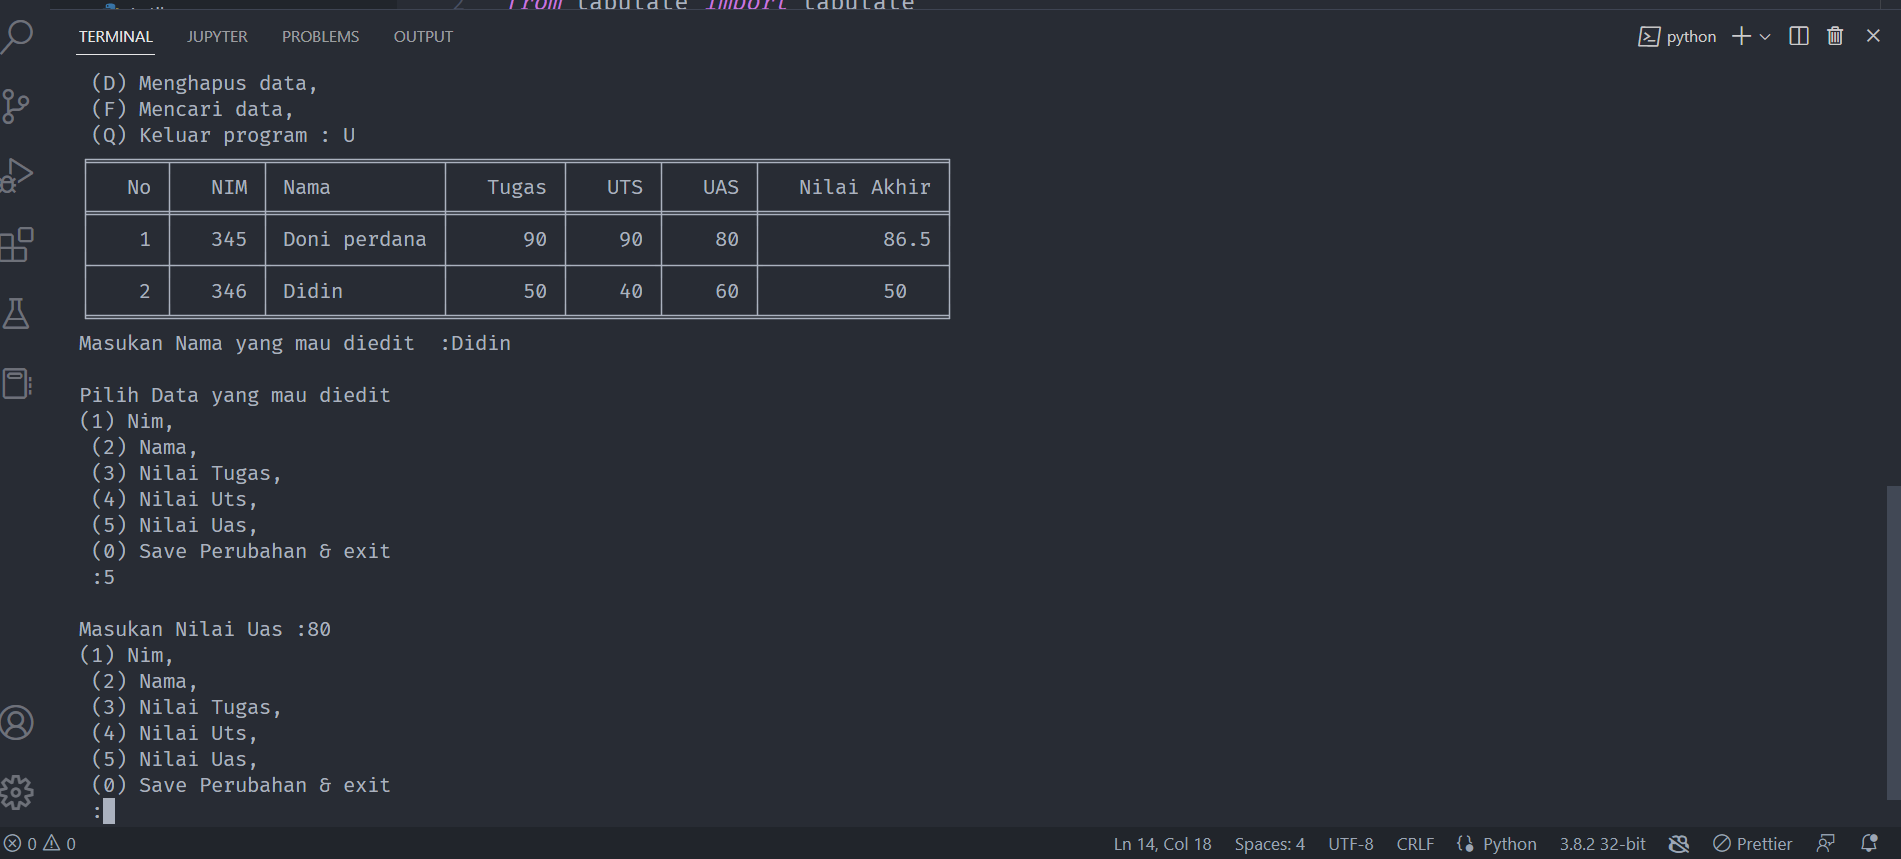 from tabulate import tabulate
TERMINAL JUPYTER PROBLEMS OUTPUT python
(D) Menghapus data,
(F) Mencari data,
(Q) Keluar program : U
No NIM Nama Tugas UTS UAS Nilai Akhir
1 345 Doni perdana 90 90 80 86.5
2 346 Didin 50 40 60 50
Masukan Nama yang mau diedit :Didin
Pilih Data yang mau diedit
(1) Nim,
(2) Nama,
(3) Nilai Tugas,
(4) Nilai Uts,
(5) Nilai Uas,
(0) Save Perubahan & exit
:5
Masukan Nilai Uas :80
(1) Nim,
(2) Nama,
(3) Nilai Tugas,
(4) Nilai Uts,
(5) Nilai Uas,
(0) Save Perubahan & exit
:
0 0 Ln 14, Col 18 Spaces: 4 UTF-8 CRLF Python 3.8.2 32-bit Prettier